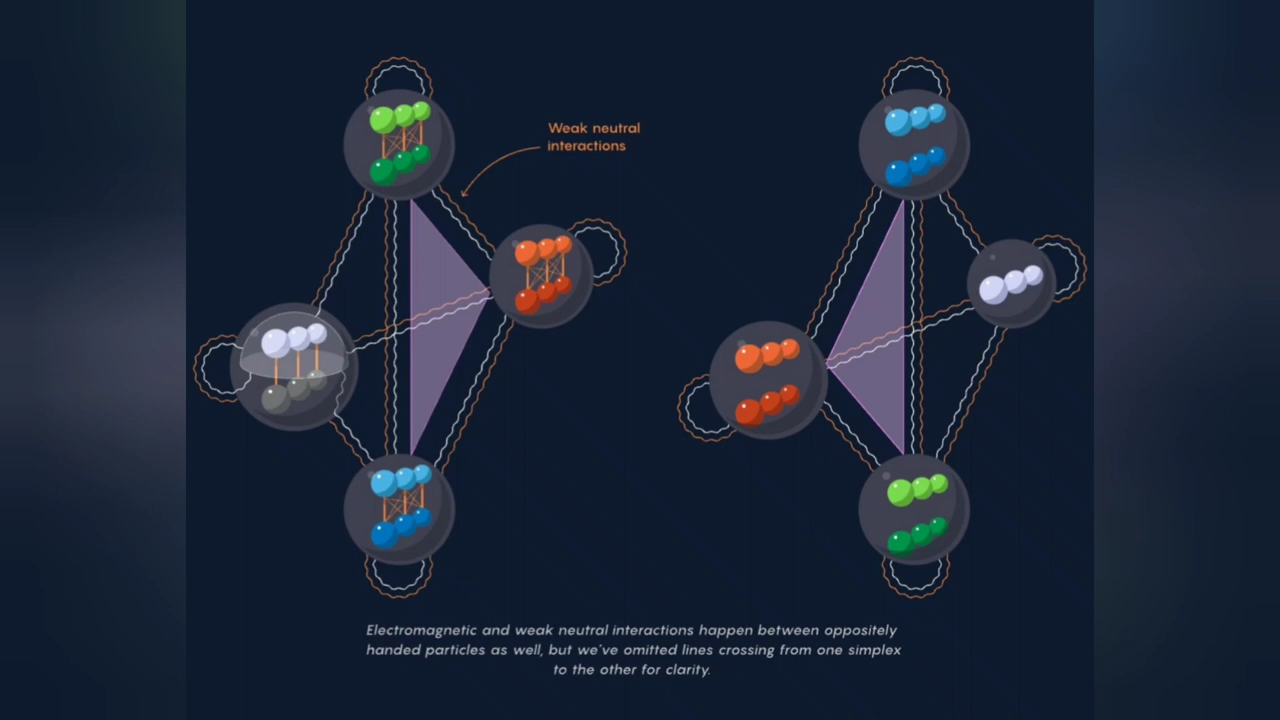 Weak neutral
interactions
Electromagnetic and weak neutral interactions happen between oppositely
handed particles as well, but we've omitted lines crossing from one simplex
to the other for clarity.